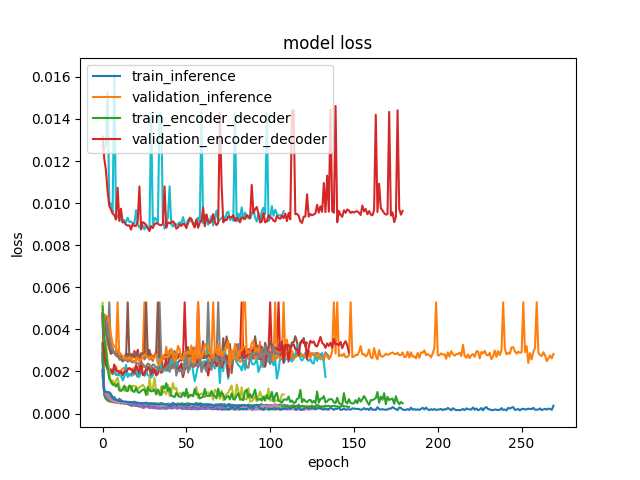 model loss
train_inference
validation_inference
train_encoder_decoder
validation_encoder_decoder
0.016
0.014
0.012
0.010
0.008
0.006
0.004
0.002
0.000
loss
0 50 100 150 200 250
epoch